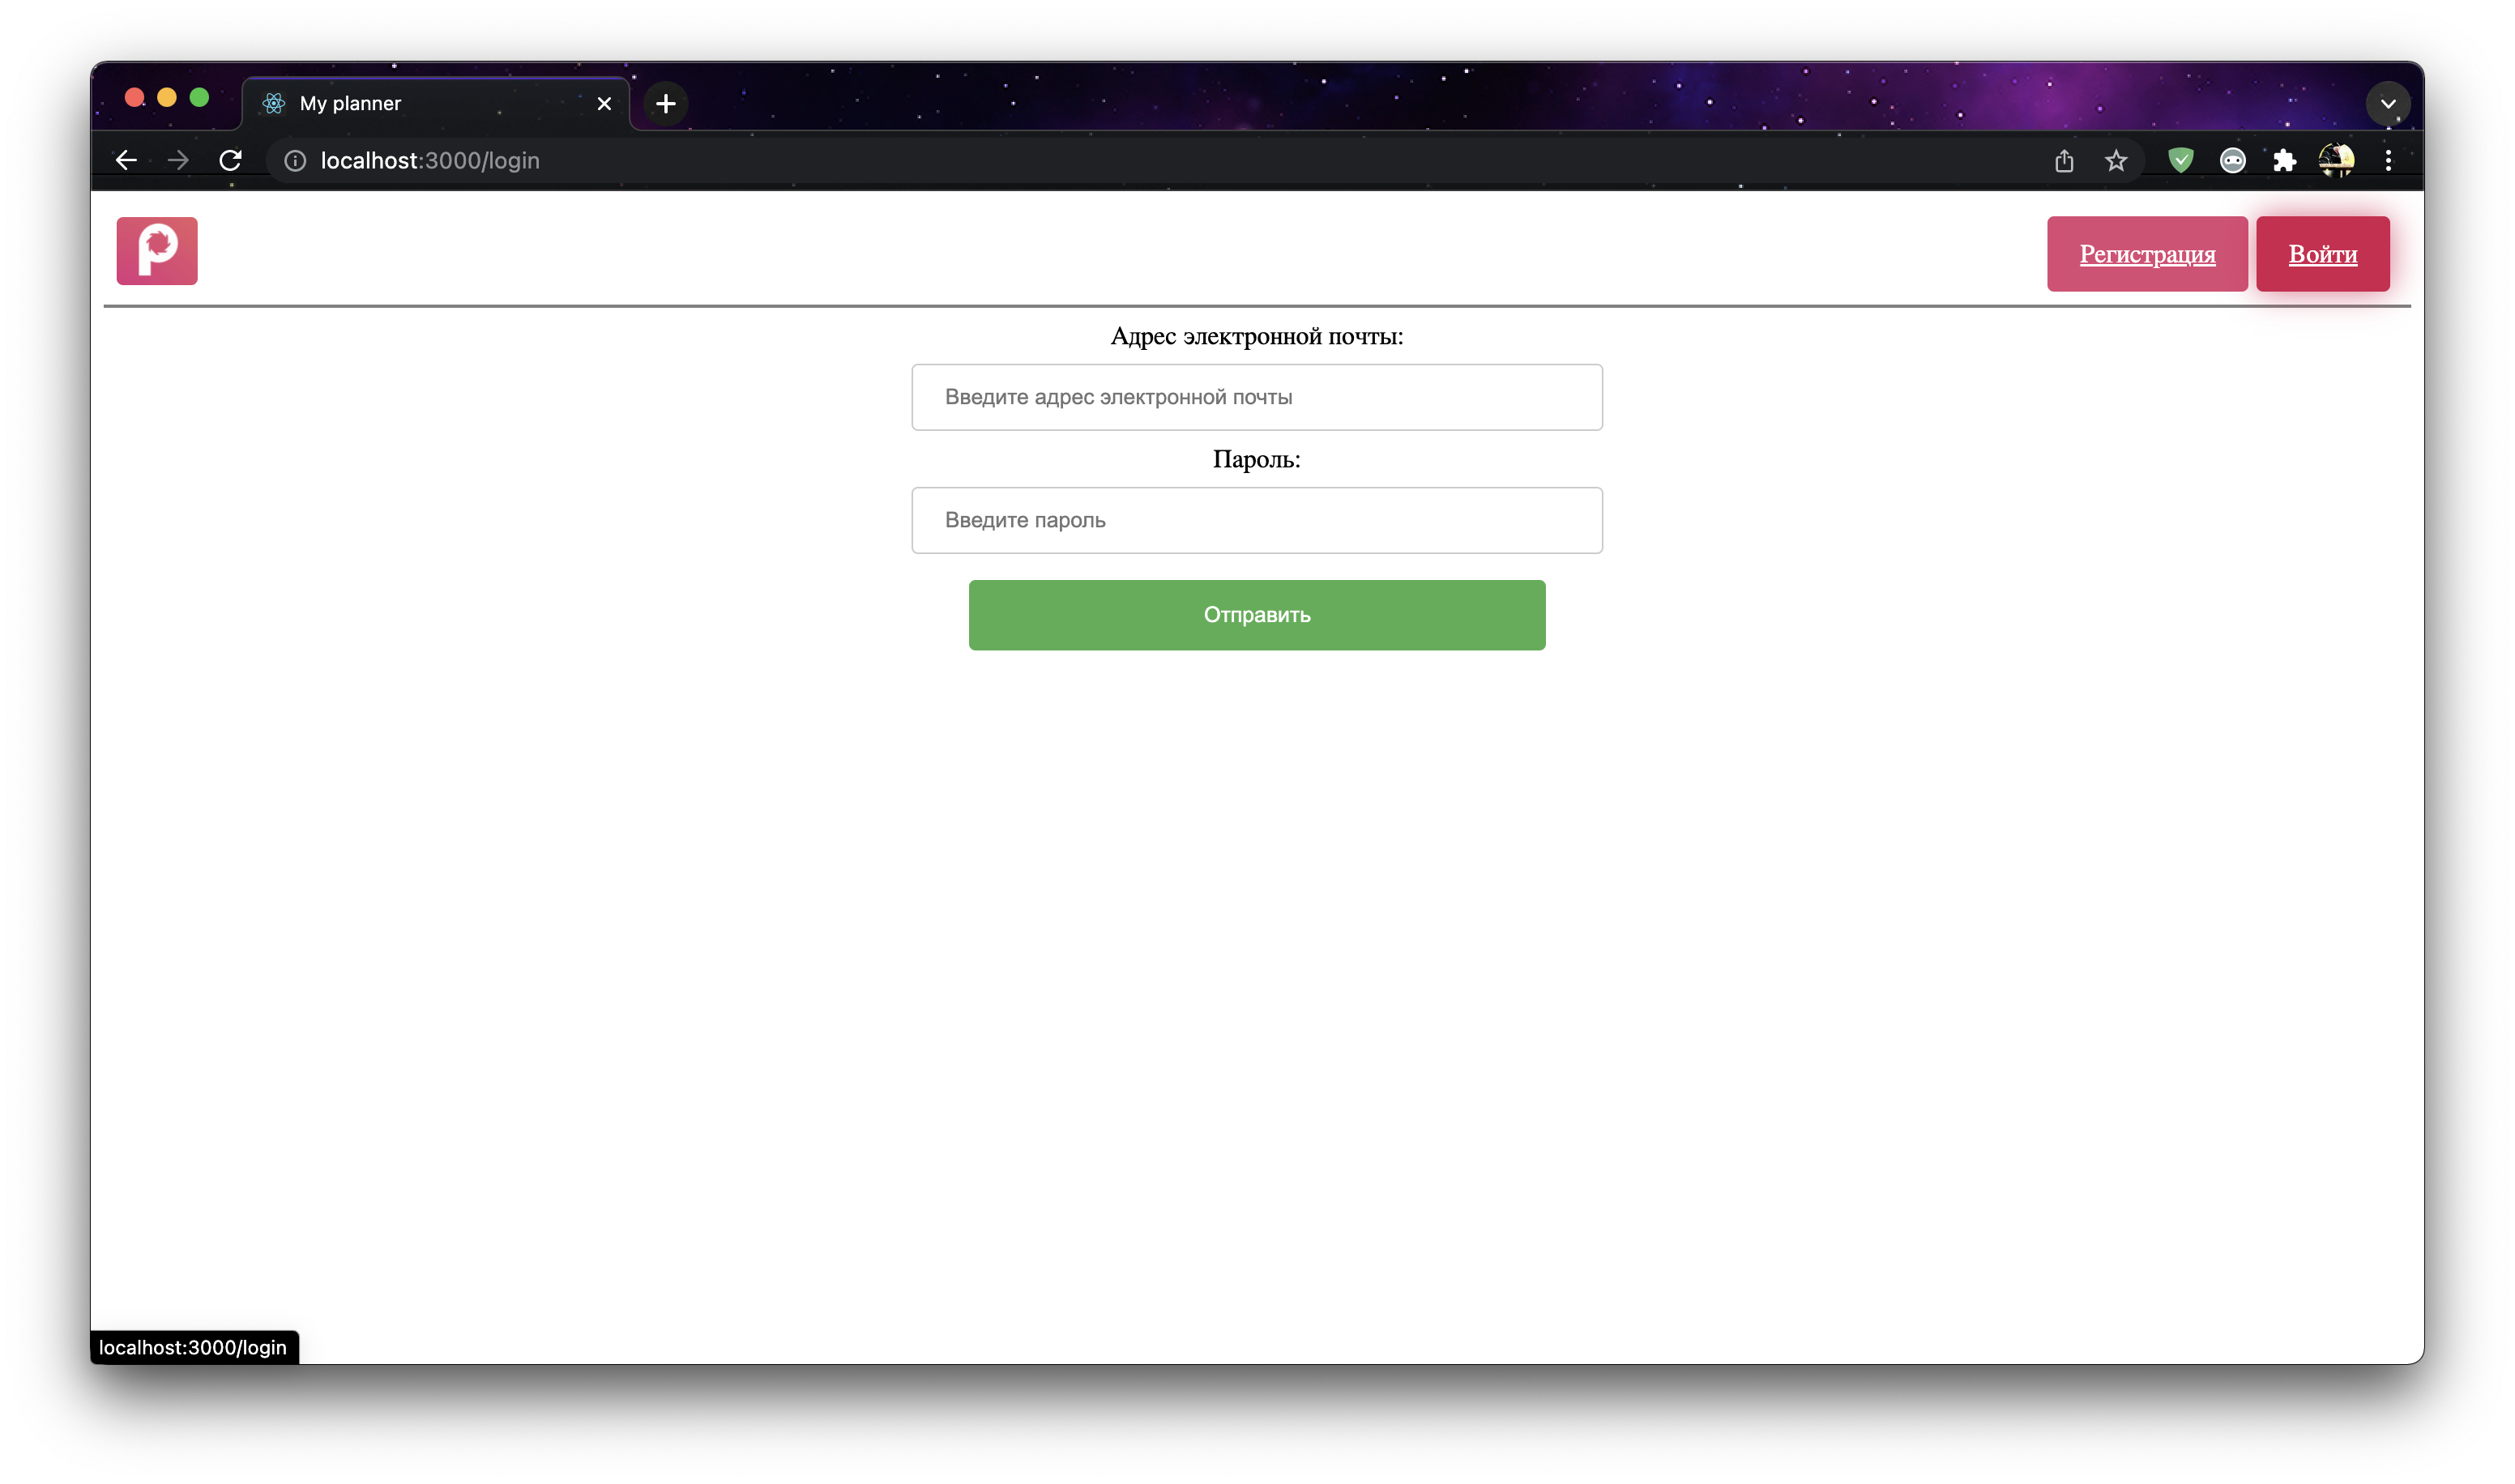 My planner
localhost:3000/login
Регистрация
Войти
Адрес электронной почты:
Введите адрес электронной почты
Пароль:
Введите пароль
Отправить
localhost:3000/login